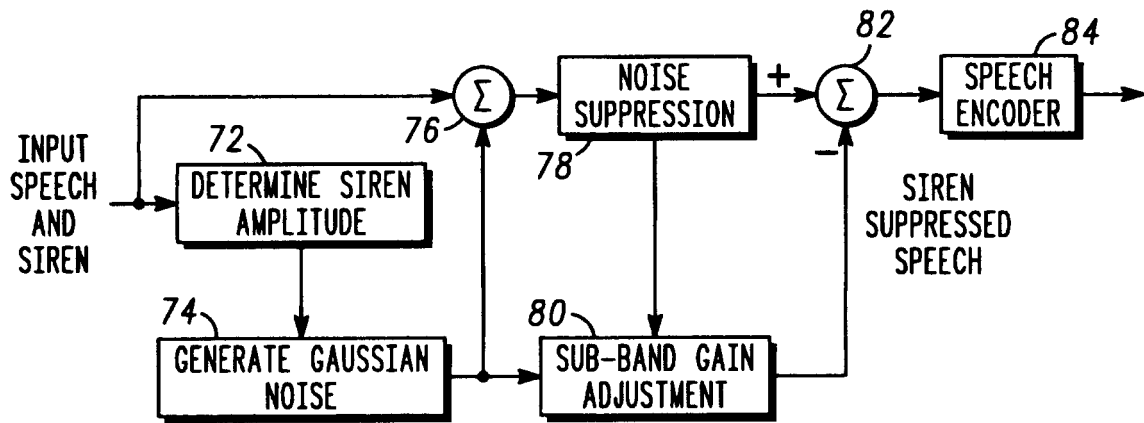 82
84
Σ
76
NOISE
SUPPRESSION
78
+
Σ
−
SPEECH
ENCODER
INPUT
SPEECH
AND
SIREN
72
DETERMINE SIREN
AMPLITUDE
SIREN
SUPPRESSED
SPEECH
74
GENERATE GAUSSIAN
NOISE
80
SUB-BAND GAIN
ADJUSTMENT